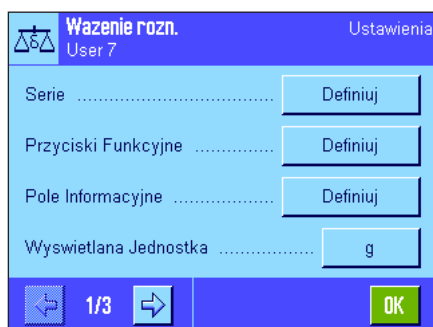 Wazenie rozn.
Ustawienia
User 7
Serie .................................. Definiuj
Przyciski Funkcyjne ............. Definiuj
Pole Informacyjne ................. Definiuj
Wyswietlana Jednostka ................ g
1/3
OK